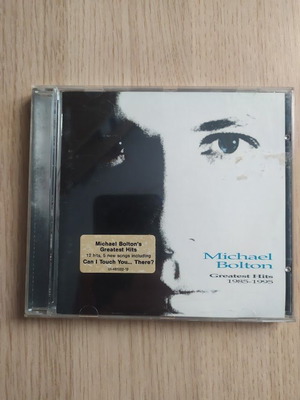 Michael Bolton's
Greatest Hits
12 hits, 5 new songs including
Can I Touch You... There?
Michael
Bolton
Greatest Hits
1985-1995